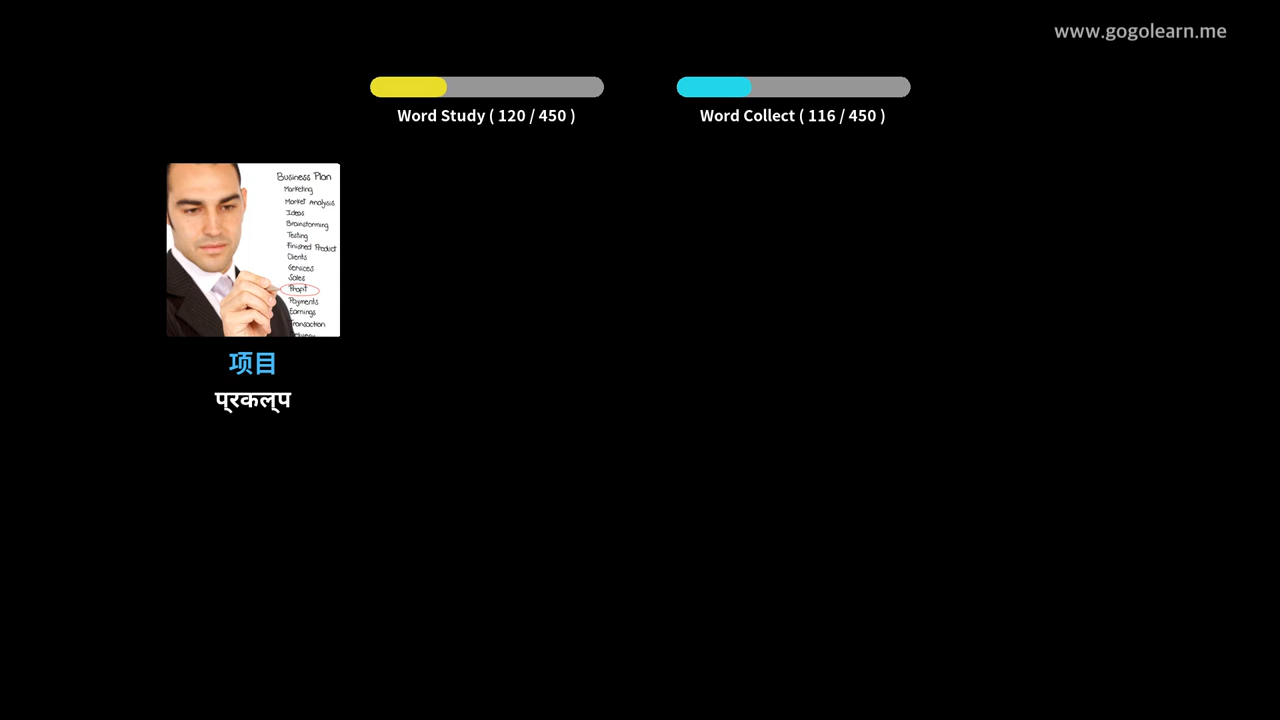 www.gogolearn.me
Word Study ( 120 / 450 )
Word Collect ( 116 / 450 )
Business Plan
Marketing
Market Analysis
Ideas
Brainstorming
Testing
Finished Product
Clients
Services
Sales
Profit
Payments
Earnings
Transaction
Delivery
项目
प्रकल्प